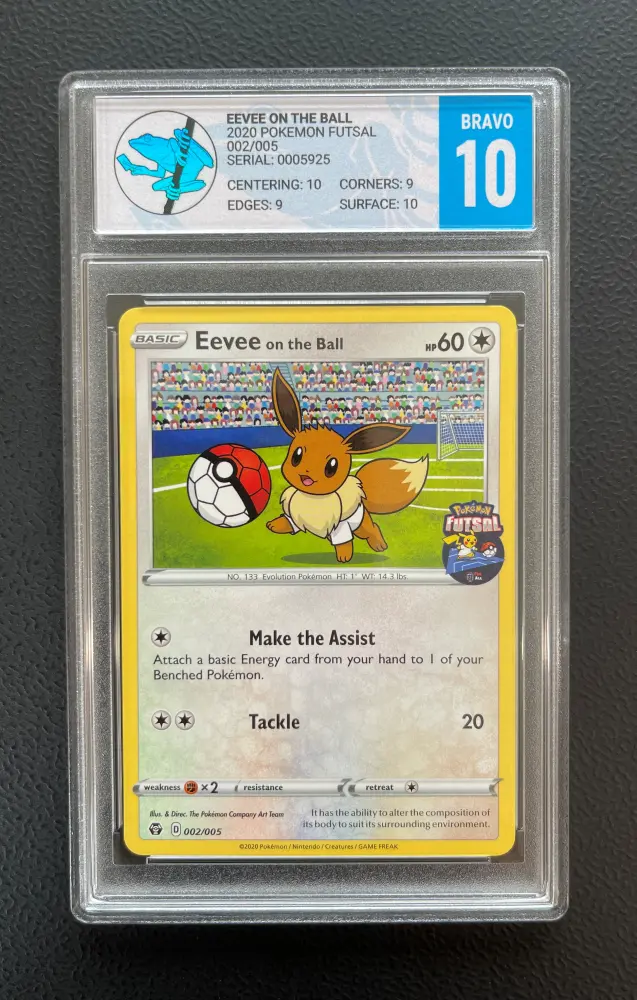 EEVEE ON THE BALL
2020 POKEMON FUTSAL
002/005
SERIAL: 0005925
CENTERING: 10 CORNERS: 9
EDGES: 9 SURFACE: 10
BRAVO
10
BASIC Eevee on the Ball HP60
Pokémon
FUTSAL
NO. 133 Evolution Pokémon HT: 1' WT: 14.3 lbs.
Make the Assist
Attach a basic Energy card from your hand to 1 of your
Benched Pokémon.
Tackle 20
weakness ×2 resistance retreat
Illus. & Direc. The Pokémon Company Art Team
D 002/005
It has the ability to alter the composition of
its body to suit its surrounding environment.
©2020 Pokémon / Nintendo / Creatures / GAME FREAK